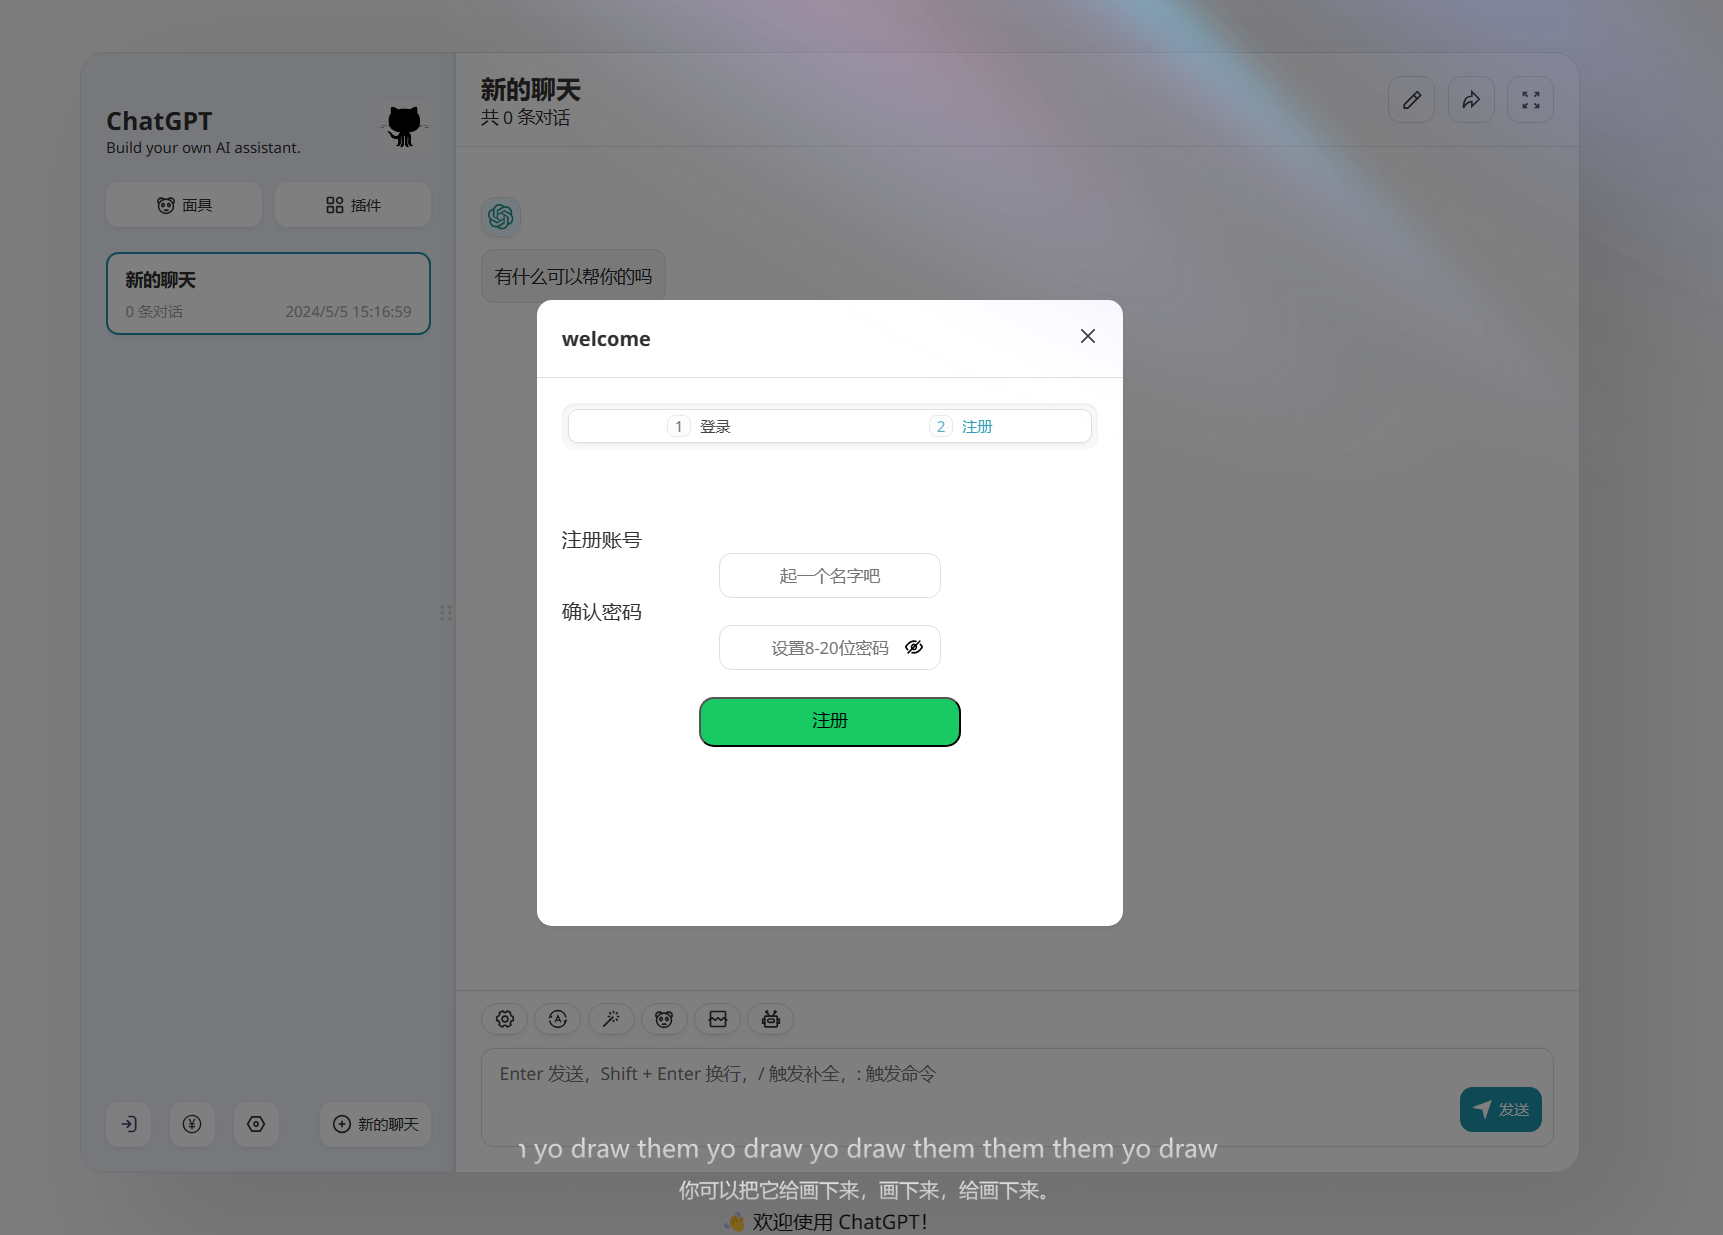 ChatGPT
Build your own AI assistant.
面具
插件
新的聊天
0 条对话
2024/5/5 15:16:59
新的聊天
共 0 条对话
有什么可以帮你的吗
welcome
1 登录
2 注册
注册账号
起一个名字吧
确认密码
设置8-20位密码
注册
Enter 发送，Shift + Enter 换行，/ 触发补全，: 触发命令
发送
新的聊天
yo draw them yo draw yo draw them them them yo draw
你可以把它给画下来，画下来，给画下来。
👋 欢迎使用 ChatGPT！